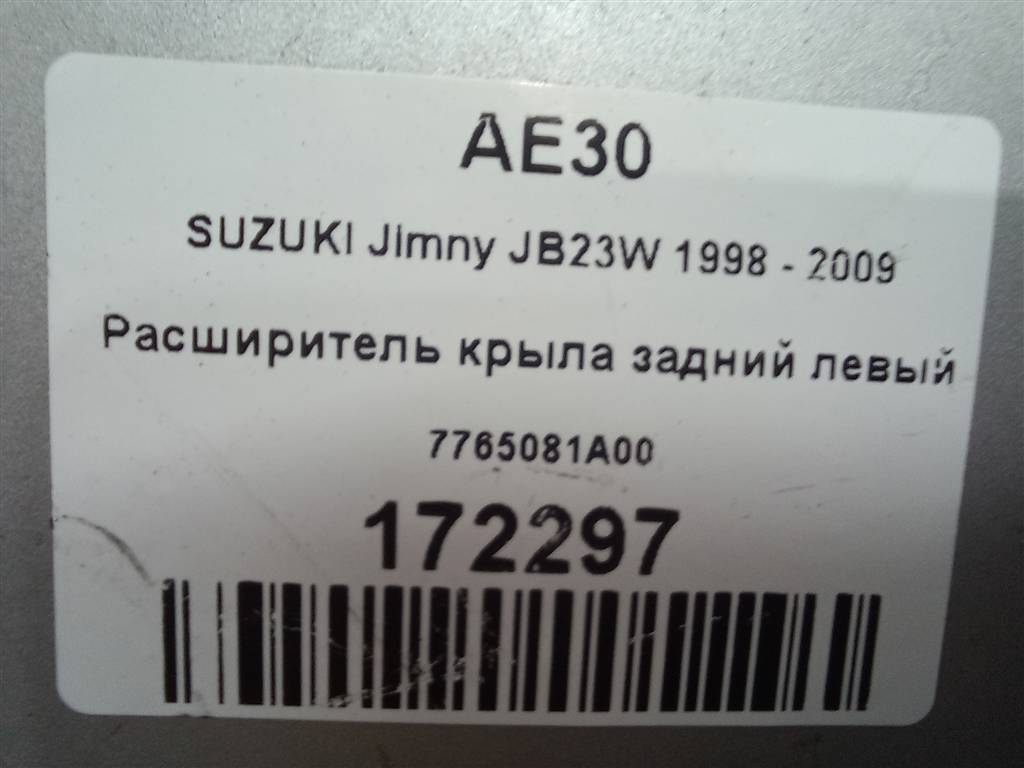 AE30
SUZUKI Jimny JB23W 1998 - 2009
Расширитель крыла задний левый
7765081A00
172297